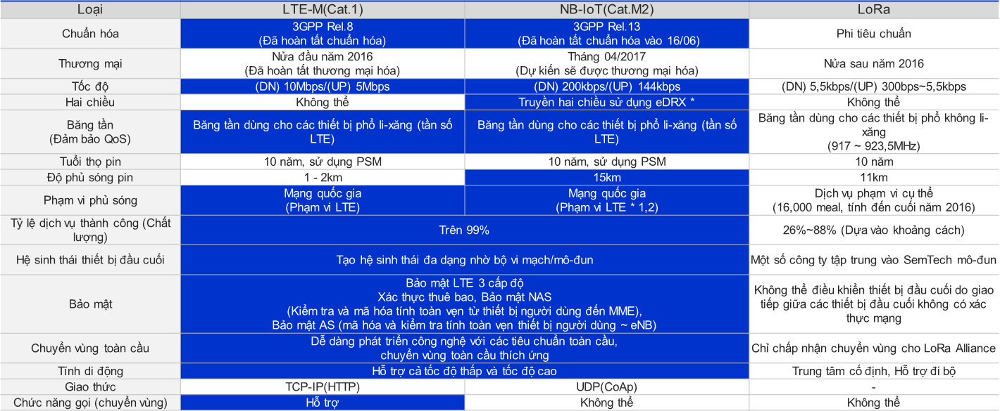 Loại LTE-M(Cat.1) NB-IoT(Cat.M2) LoRa
Chuẩn hóa
3GPP Rel.8
(Đã hoàn tất chuẩn hóa)
3GPP Rel.13
(Đã hoàn tất chuẩn hóa vào 16/06)
Phi tiêu chuẩn
Thương mại
Nửa đầu năm 2016
(Đã hoàn tất thương mại hóa)
Tháng 04/2017
(Dự kiến sẽ được thương mại hóa)
Nửa sau năm 2016
Tốc độ (DN) 10Mbps/(UP) 5Mbps (DN) 200kbps/(UP) 144kbps (DN) 5,5kbps/(UP) 300bps~5,5kbps
Hai chiều Không thể Truyền hai chiều sử dụng eDRX * Không thể
Băng tần
(Đảm bảo QoS)
Băng tần dùng cho các thiết bị phổ li-xăng (tần số
LTE)
Băng tần dùng cho các thiết bị phổ li-xăng (tần số
LTE)
Băng tần dùng cho các thiết bị phổ không li-
xăng
(917 ~ 923,5MHz)
Tuổi thọ pin 10 năm, sử dụng PSM 10 năm, sử dụng PSM 10 năm
Độ phủ sóng pin 1 - 2km 15km 11km
Phạm vi phủ sóng
Mạng quốc gia
(Phạm vi LTE)
Mạng quốc gia
(Phạm vi LTE * 1,2)
Dịch vụ phạm vi cụ thể
(16,000 meal, tính đến cuối năm 2016)
Tỷ lệ dịch vụ thành công (Chất
lượng)
Trên 99%
26%~88% (Dựa vào khoảng cách)
Hệ sinh thái thiết bị đầu cuối Tạo hệ sinh thái đa dạng nhờ bộ vi mạch/mô-đun Một số công ty tập trung vào SemTech mô-đun
Bảo mật
Bảo mật LTE 3 cấp độ
Xác thực thuê bao, Bảo mật NAS
(Kiểm tra và mã hóa tính toàn vẹn từ thiết bị người dùng đến MME),
Bảo mật AS (mã hóa và kiểm tra tính toàn vẹn thiết bị người dùng ~ eNB)
Không thể điều khiển thiết bị đầu cuối do giao
tiếp giữa các thiết bị đầu cuối không có xác
thực mạng
Chuyển vùng toàn cầu
Dễ dàng phát triển công nghệ với các tiêu chuẩn toàn cầu,
chuyển vùng toàn cầu thích ứng
Chỉ chấp nhận chuyển vùng cho LoRa Alliance
Tính di động Hỗ trợ cả tốc độ thấp và tốc độ cao Trung tâm cố định, Hỗ trợ đi bộ
Giao thức TCP-IP(HTTP) UDP(CoAp) -
Chức năng gọi (chuyển vùng) Hỗ trợ Không thể Không thể